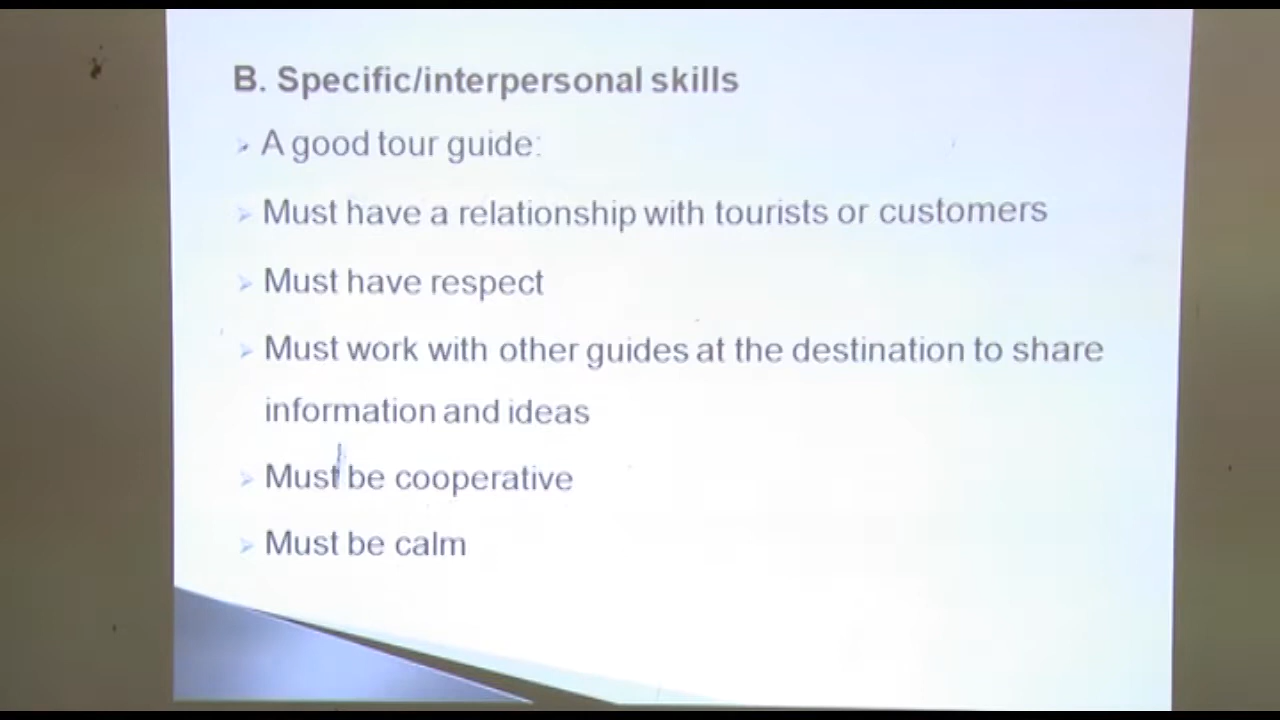 B. Specific/interpersonal skills
A good tour guide:
Must have a relationship with tourists or customers
Must have respect
Must work with other guides at the destination to share
information and ideas
Must be cooperative
Must be calm